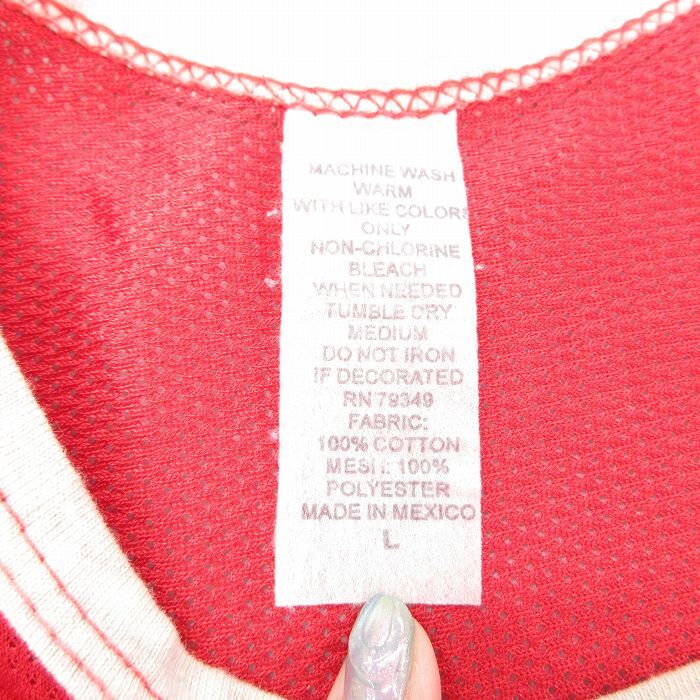 MACHINE WASH
WARM
WITH LIKE COLORS
ONLY
NON-CHLORINE
BLEACH
WHEN NEEDED
TUMBLE DRY
MEDIUM
DO NOT IRON
IF DECORATED
RN 79349
FABRIC:
100% COTTON
MESH: 100%
POLYESTER
MADE IN MEXICO
L